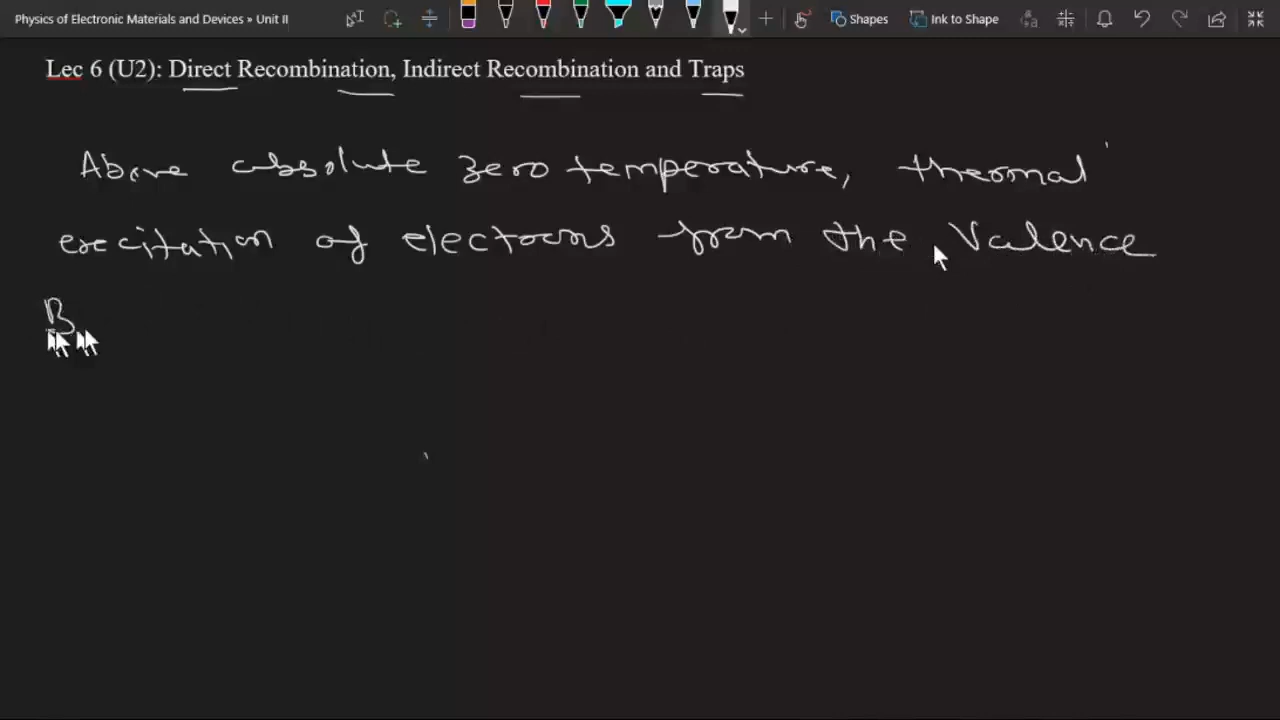 Physics of Electronic Materials and Devices » Unit II
Shapes
Ink to Shape
Lec 6 (U2): Direct Recombination, Indirect Recombination and Traps
Above absolute zero temperature, thermal
excitation of electrons from the Valence
B